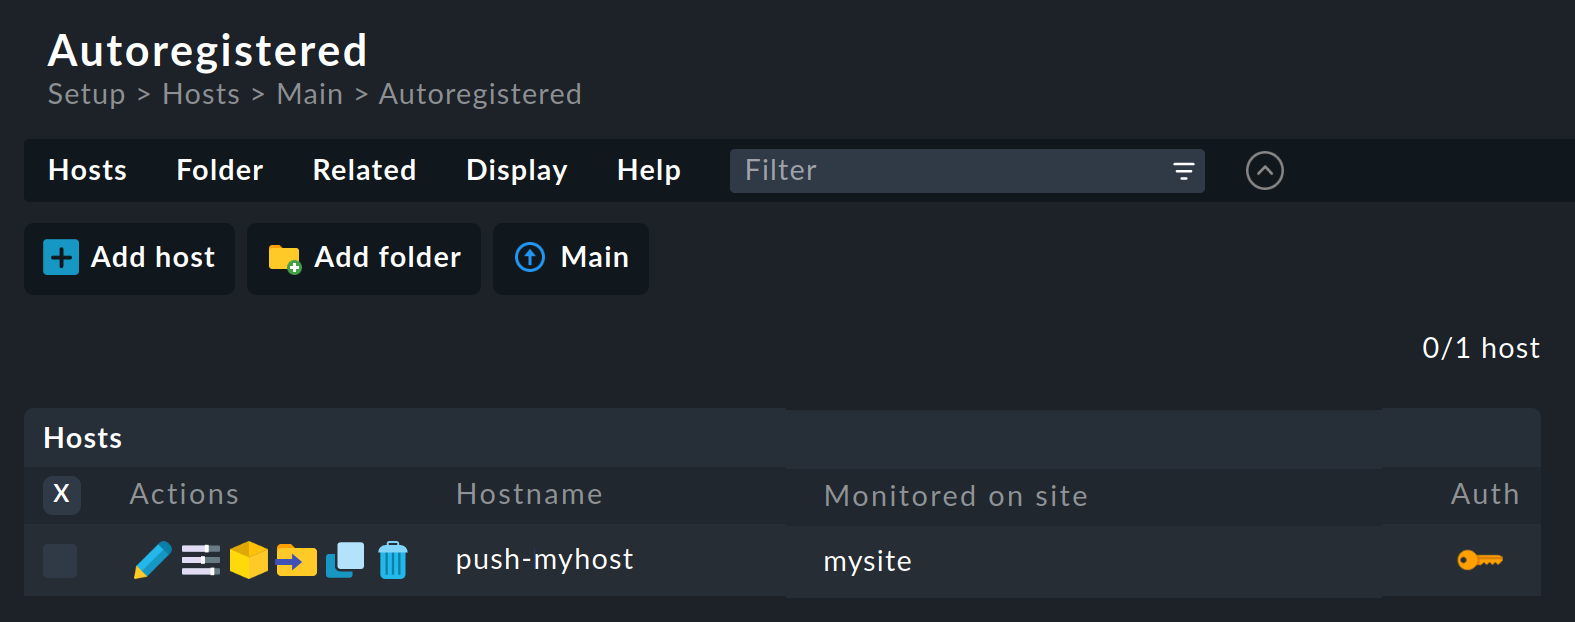 Autoregistered
Setup > Hosts > Main > Autoregistered
Hosts Folder Related Display Help Filter
Add host Add folder Main
0/1 host
Hosts
X Actions Hostname Monitored on site Auth
push-myhost mysite